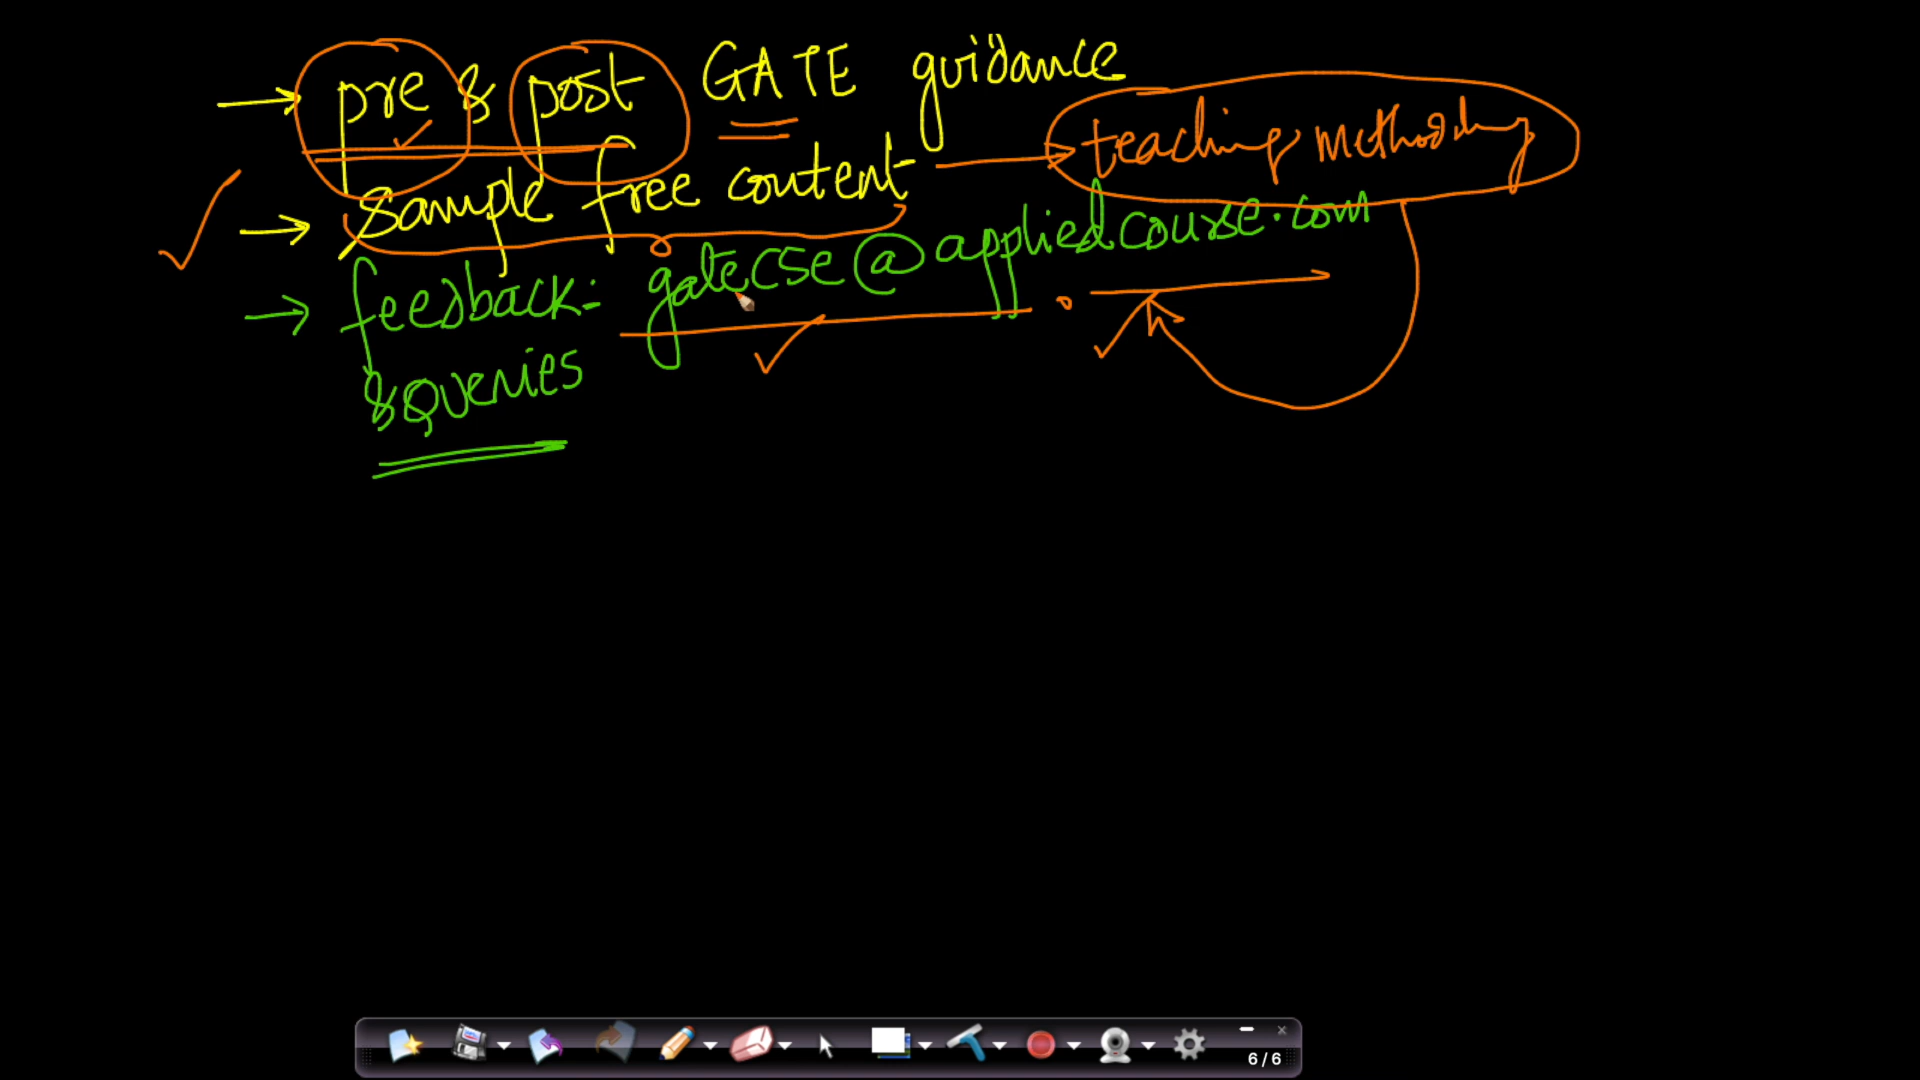 → pre & post GATE guidance
→ sample free content → teaching methodology
→ feedback: gatecse@appliedcourse.com
& Queries
6/6